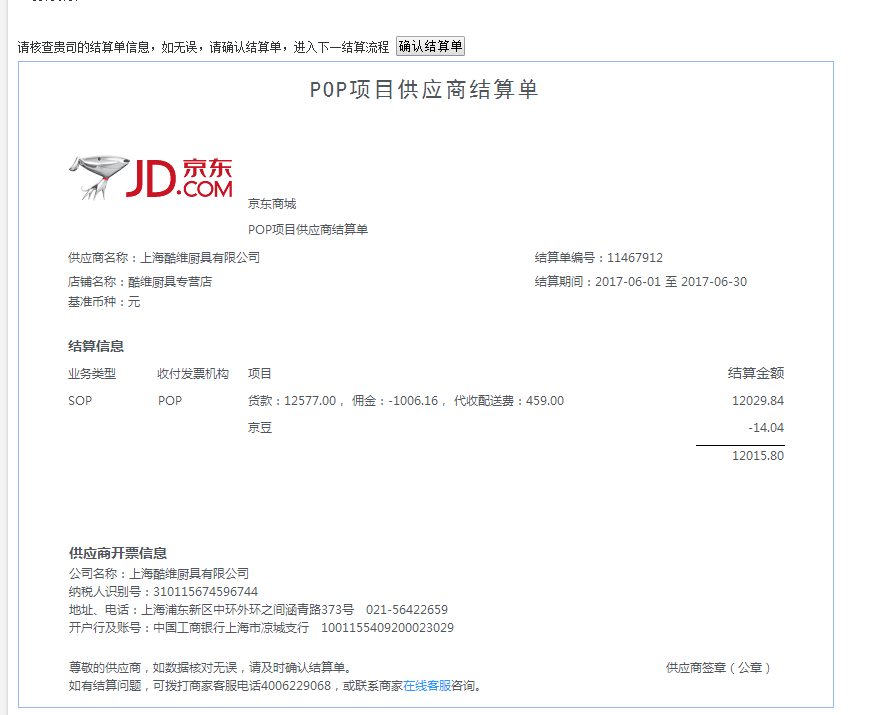 请核查贵司的结算单信息，如无误，请确认结算单，进入下一结算流程 确认结算单
POP项目供应商结算单
JD.COM 京东
京东商城
POP项目供应商结算单
供应商名称：上海酷维厨具有限公司 结算单编号：11467912
店铺名称：酷维厨具专营店 结算期间：2017-06-01 至 2017-06-30
基准币种：元
结算信息
业务类型 收付发票机构 项目 结算金额
SOP POP 货款：12577.00 ， 佣金：-1006.16 ， 代收配送费：459.00 12029.84
京豆 -14.04
12015.80
供应商开票信息
公司名称：上海酷维厨具有限公司
纳税人识别号：310115674596744
地址、电话：上海浦东新区中环外环之间涵青路373号 021-56422659
开户行及账号：中国工商银行上海市凉城支行 1001155409200023029
尊敬的供应商，如数据核对无误，请及时确认结算单。 供应商签章（公章）
如有结算问题，可拨打商家客服电话4006229068，或联系商家在线客服咨询。